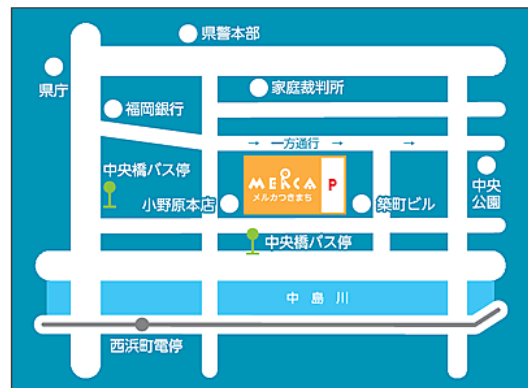 県警本部
県庁
家庭裁判所
福岡銀行
→ 一方通行 → →
中央橋バス停
MERCA
メルカつきまち
P
小野原本店
築町ビル
中央
公園
中央橋バス停
中島川
西浜町電停